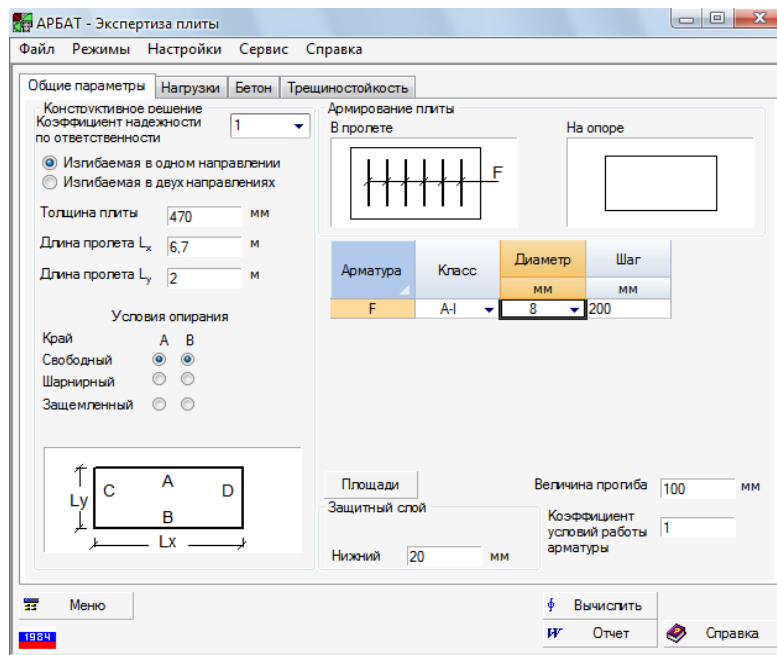 АРБАТ - Экспертиза плиты
Файл Режимы Настройки Сервис Справка
Общие параметры Нагрузки Бетон Трещиностойкость
Конструктивное решение
Коэффициент надежности
по ответственности
1
Изгибаемая в одном направлении
Изгибаемая в двух направлениях
Толщина плиты 470 мм
Длина пролета Lx 6,7 м
Длина пролета Ly 2 м
Условия опирания
Край A B
Свободный
Шарнирный
Защемленный
Ly C A D
B
Lx
Армирование плиты
В пролете На опоре
F
Арматура Класс Диаметр Шаг
мм мм
F A-I 8 200
Площади
Величина прогиба 100 мм
Защитный слой
Нижний 20 мм
Коэффициент
условий работы 1
арматуры
Меню
Вычислить
1984
W Отчет Справка